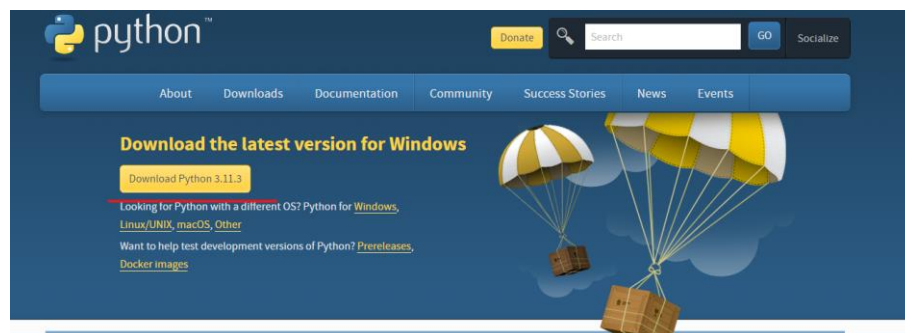 python™
Donate
Search
GO
Socialize
About Downloads Documentation Community Success Stories News Events
Download the latest version for Windows
Download Python 3.11.3
Looking for Python with a different OS? Python for Windows,
Linux/UNIX, macOS, Other
Want to help test development versions of Python? Prereleases,
Docker images